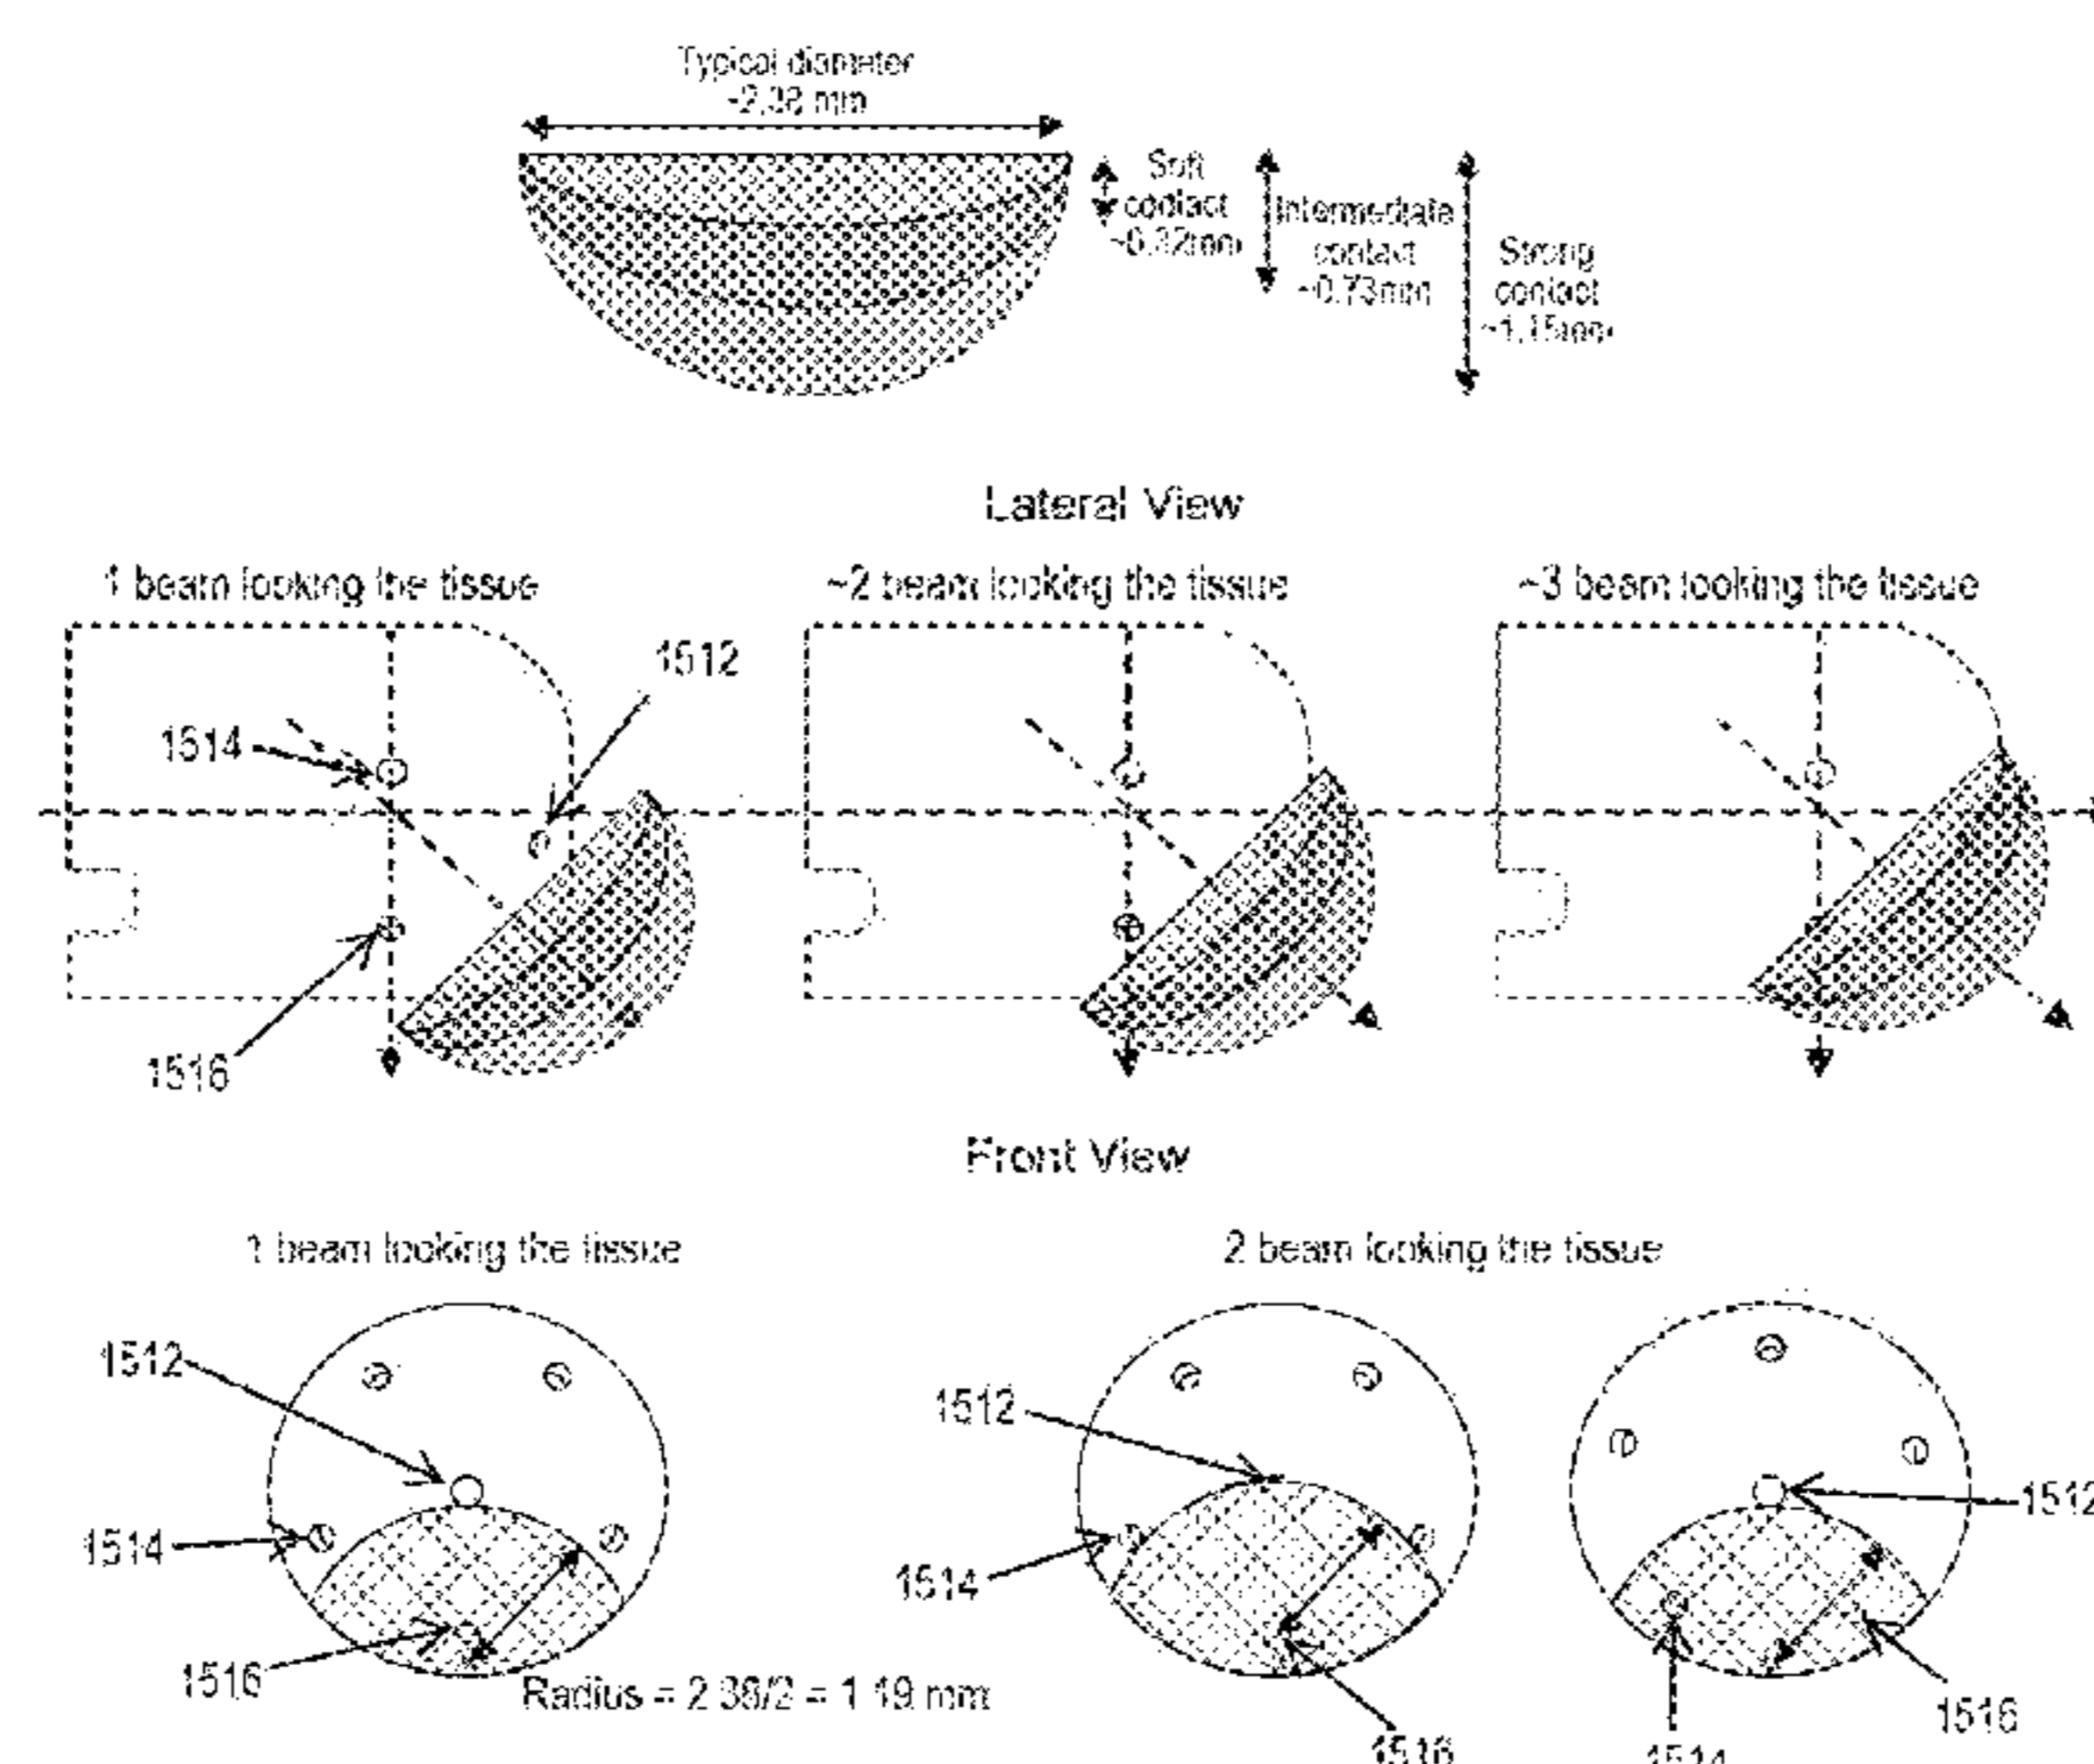 Typical diameter
~2.38 mm
Soft
contact
~0.32mm
Intermediate
contact
~0.73mm
Strong
contact
~1.15mm
Lateral View
1 beam looking the tissue
~2 beam looking the tissue
~3 beam looking the tissue
1512
1514
1516
Front View
1 beam looking the tissue
2 beam looking the tissue
1512
1514
1516
Radius = 2.38/2 = 1.19 mm
1512
1514
1516
1512
1516
1514